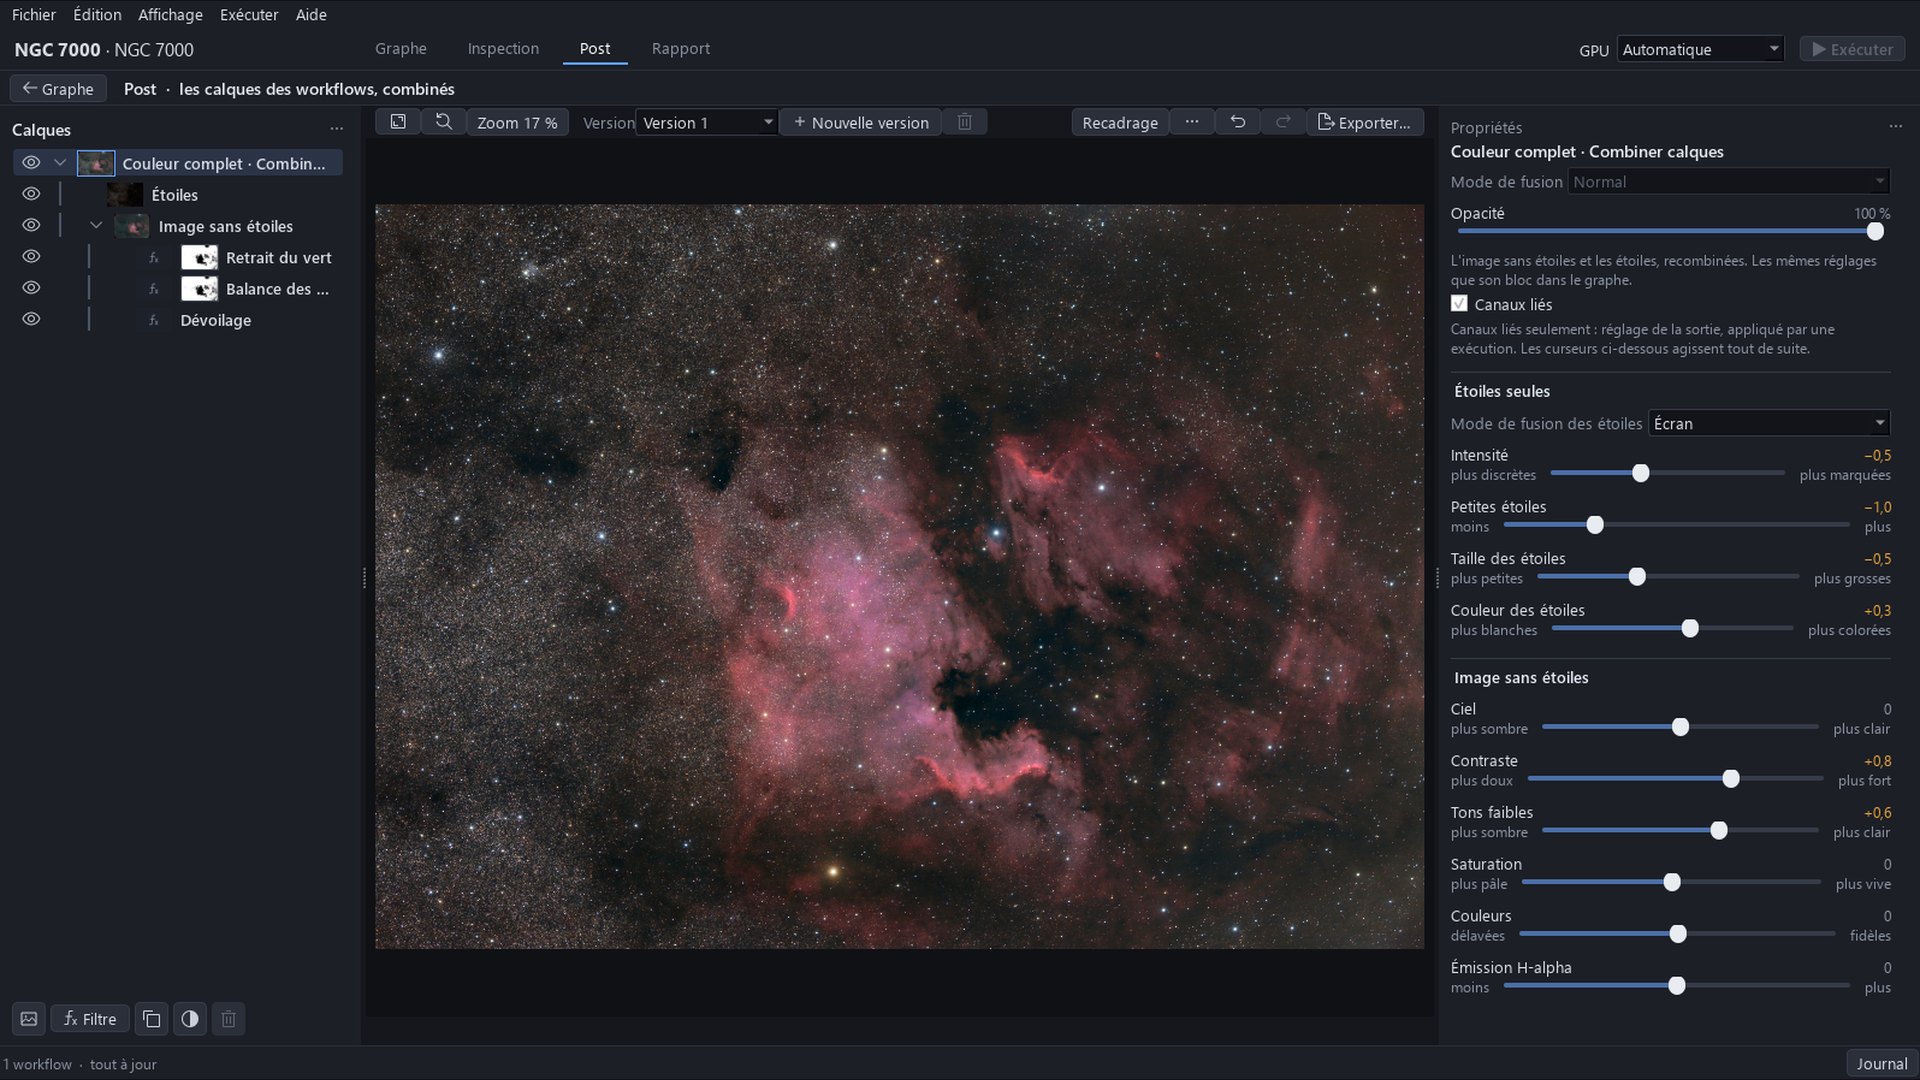 Fichier Édition Affichage Exécuter Aide
NGC 7000 · NGC 7000
Graphe Inspection Post Rapport
GPU Automatique Exécuter
Graphe Post · les calques des workflows, combinés
Calques
Couleur complet · Combin...
Étoiles
Image sans étoiles
fx Retrait du vert
fx Balance des ...
fx Dévoilage
fx Filtre
Zoom 17 % Version Version 1 + Nouvelle version
Recadrage ... Exporter...
Propriétés
Couleur complet · Combiner calques
Mode de fusion Normal
Opacité 100 %
L'image sans étoiles et les étoiles, recombinées. Les mêmes réglages
que son bloc dans le graphe.
Canaux liés
Canaux liés seulement : réglage de la sortie, appliqué par une
exécution. Les curseurs ci-dessous agissent tout de suite.
Étoiles seules
Mode de fusion des étoiles Écran
Intensité −0,5
plus discrètes plus marquées
Petites étoiles −1,0
moins plus
Taille des étoiles −0,5
plus petites plus grosses
Couleur des étoiles +0,3
plus blanches plus colorées
Image sans étoiles
Ciel 0
plus sombre plus clair
Contraste +0,8
plus doux plus fort
Tons faibles +0,6
plus sombre plus clair
Saturation 0
plus pâle plus vive
Couleurs 0
délavées fidèles
Émission H-alpha 0
moins plus
1 workflow · tout à jour
Journal